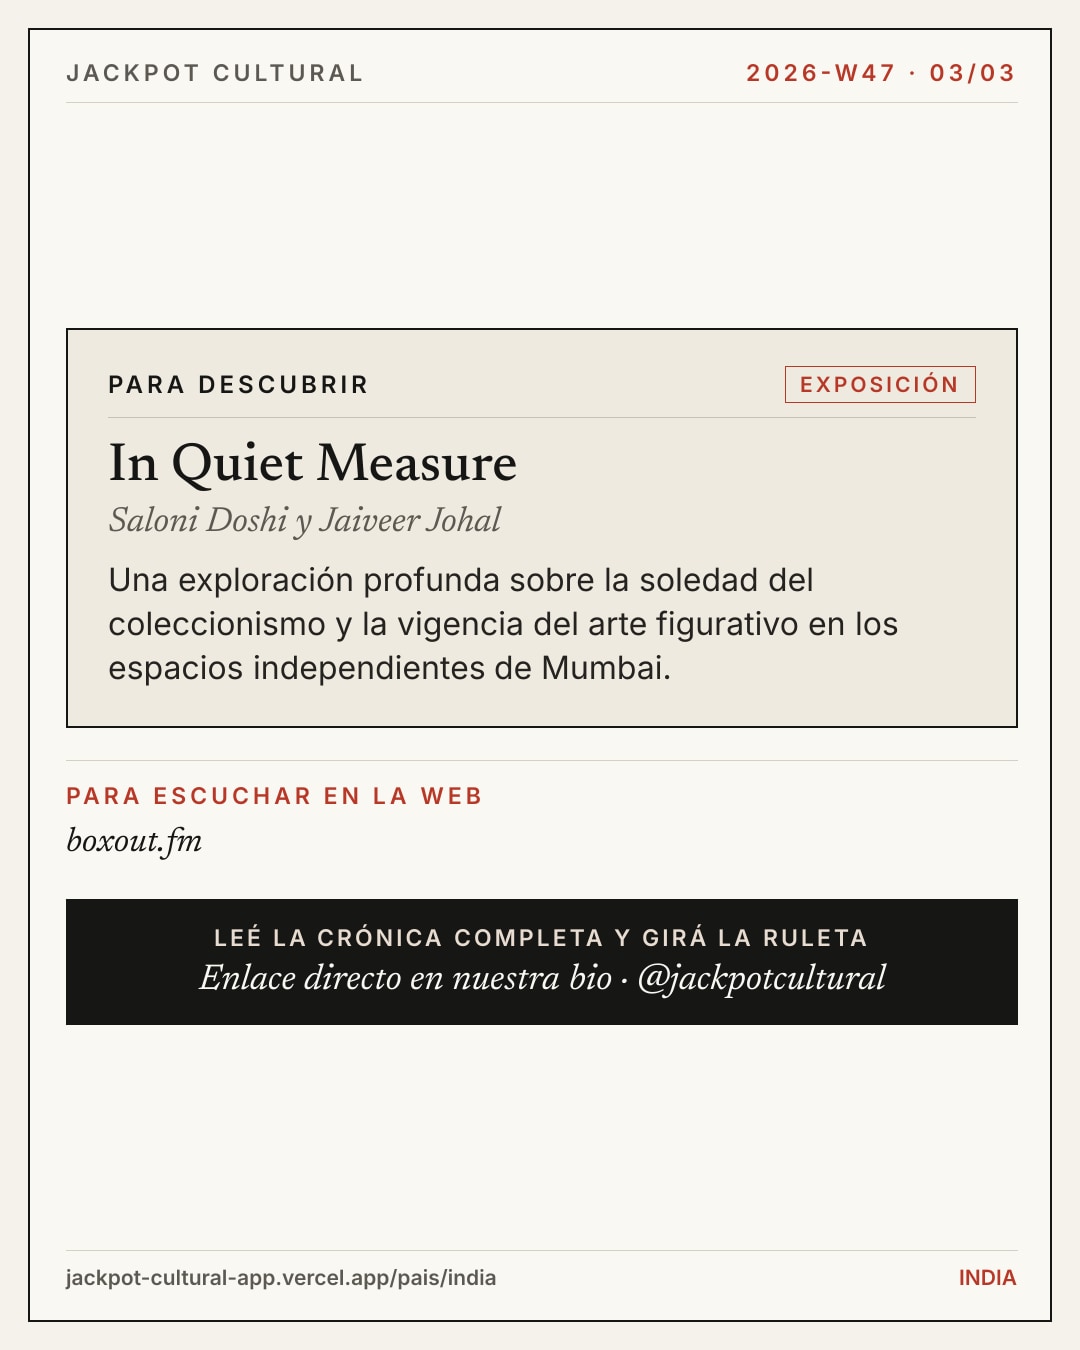 JACKPOT CULTURAL
2026-W47 · 03/03
PARA DESCUBRIR
EXPOSICIÓN
In Quiet Measure
Saloni Doshi y Jaiveer Johal
Una exploración profunda sobre la soledad del
coleccionismo y la vigencia del arte figurativo en los
espacios independientes de Mumbai.
PARA ESCUCHAR EN LA WEB
boxout.fm
LEÉ LA CRÓNICA COMPLETA Y GIRÁ LA RULETA
Enlace directo en nuestra bio · @jackpotcultural
jackpot-cultural-app.vercel.app/pais/india
INDIA